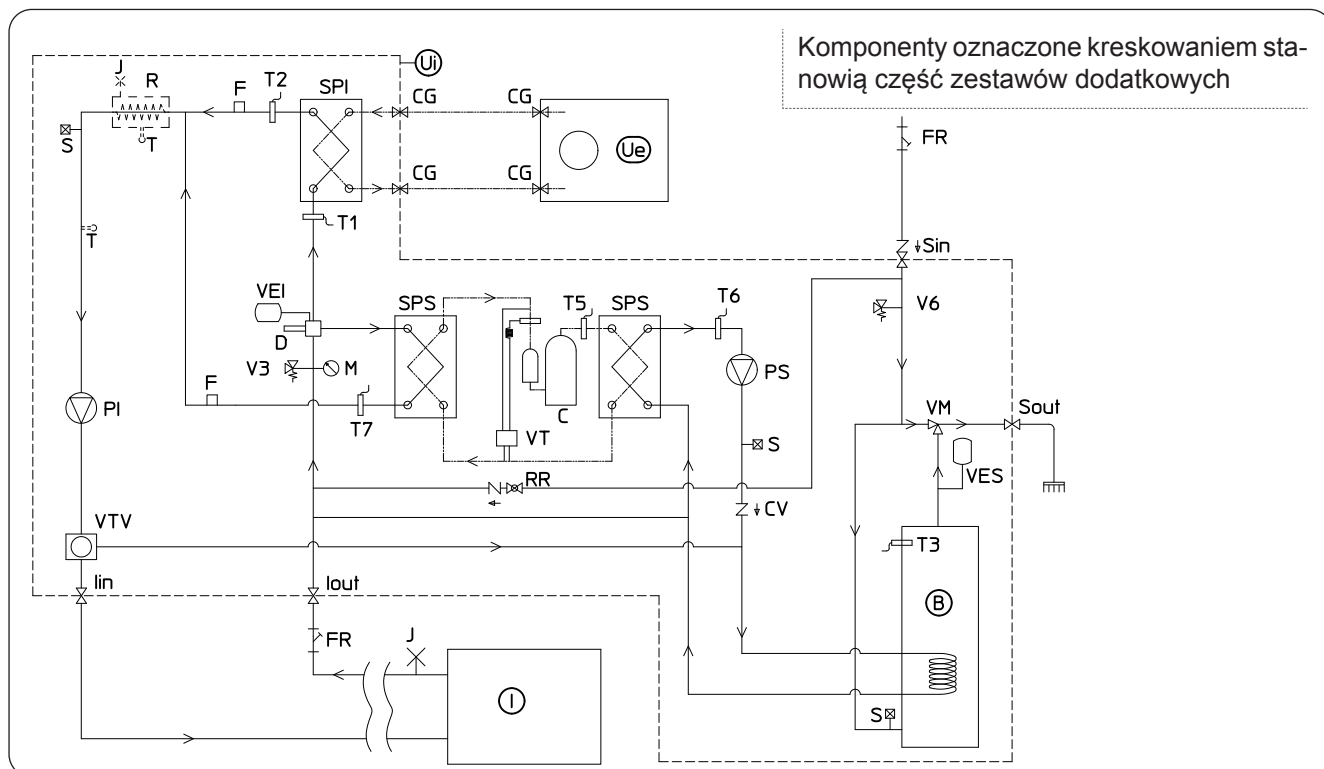 Komponenty oznaczone kreskowaniem sta-
nowią część zestawów dodatkowych
Ui
J
R
F
T2
SPI
CG
CG
Ue
FR
S
T
CG
CG
T1
T
Sin
VEI
SPS
T5
SPS
T6
V6
D
V3
M
PS
F
PI
T7
C
VM
Sout
VT
S
VES
RR
VTV
CV
T3
Iin
Iout
B
FR
J
I
S